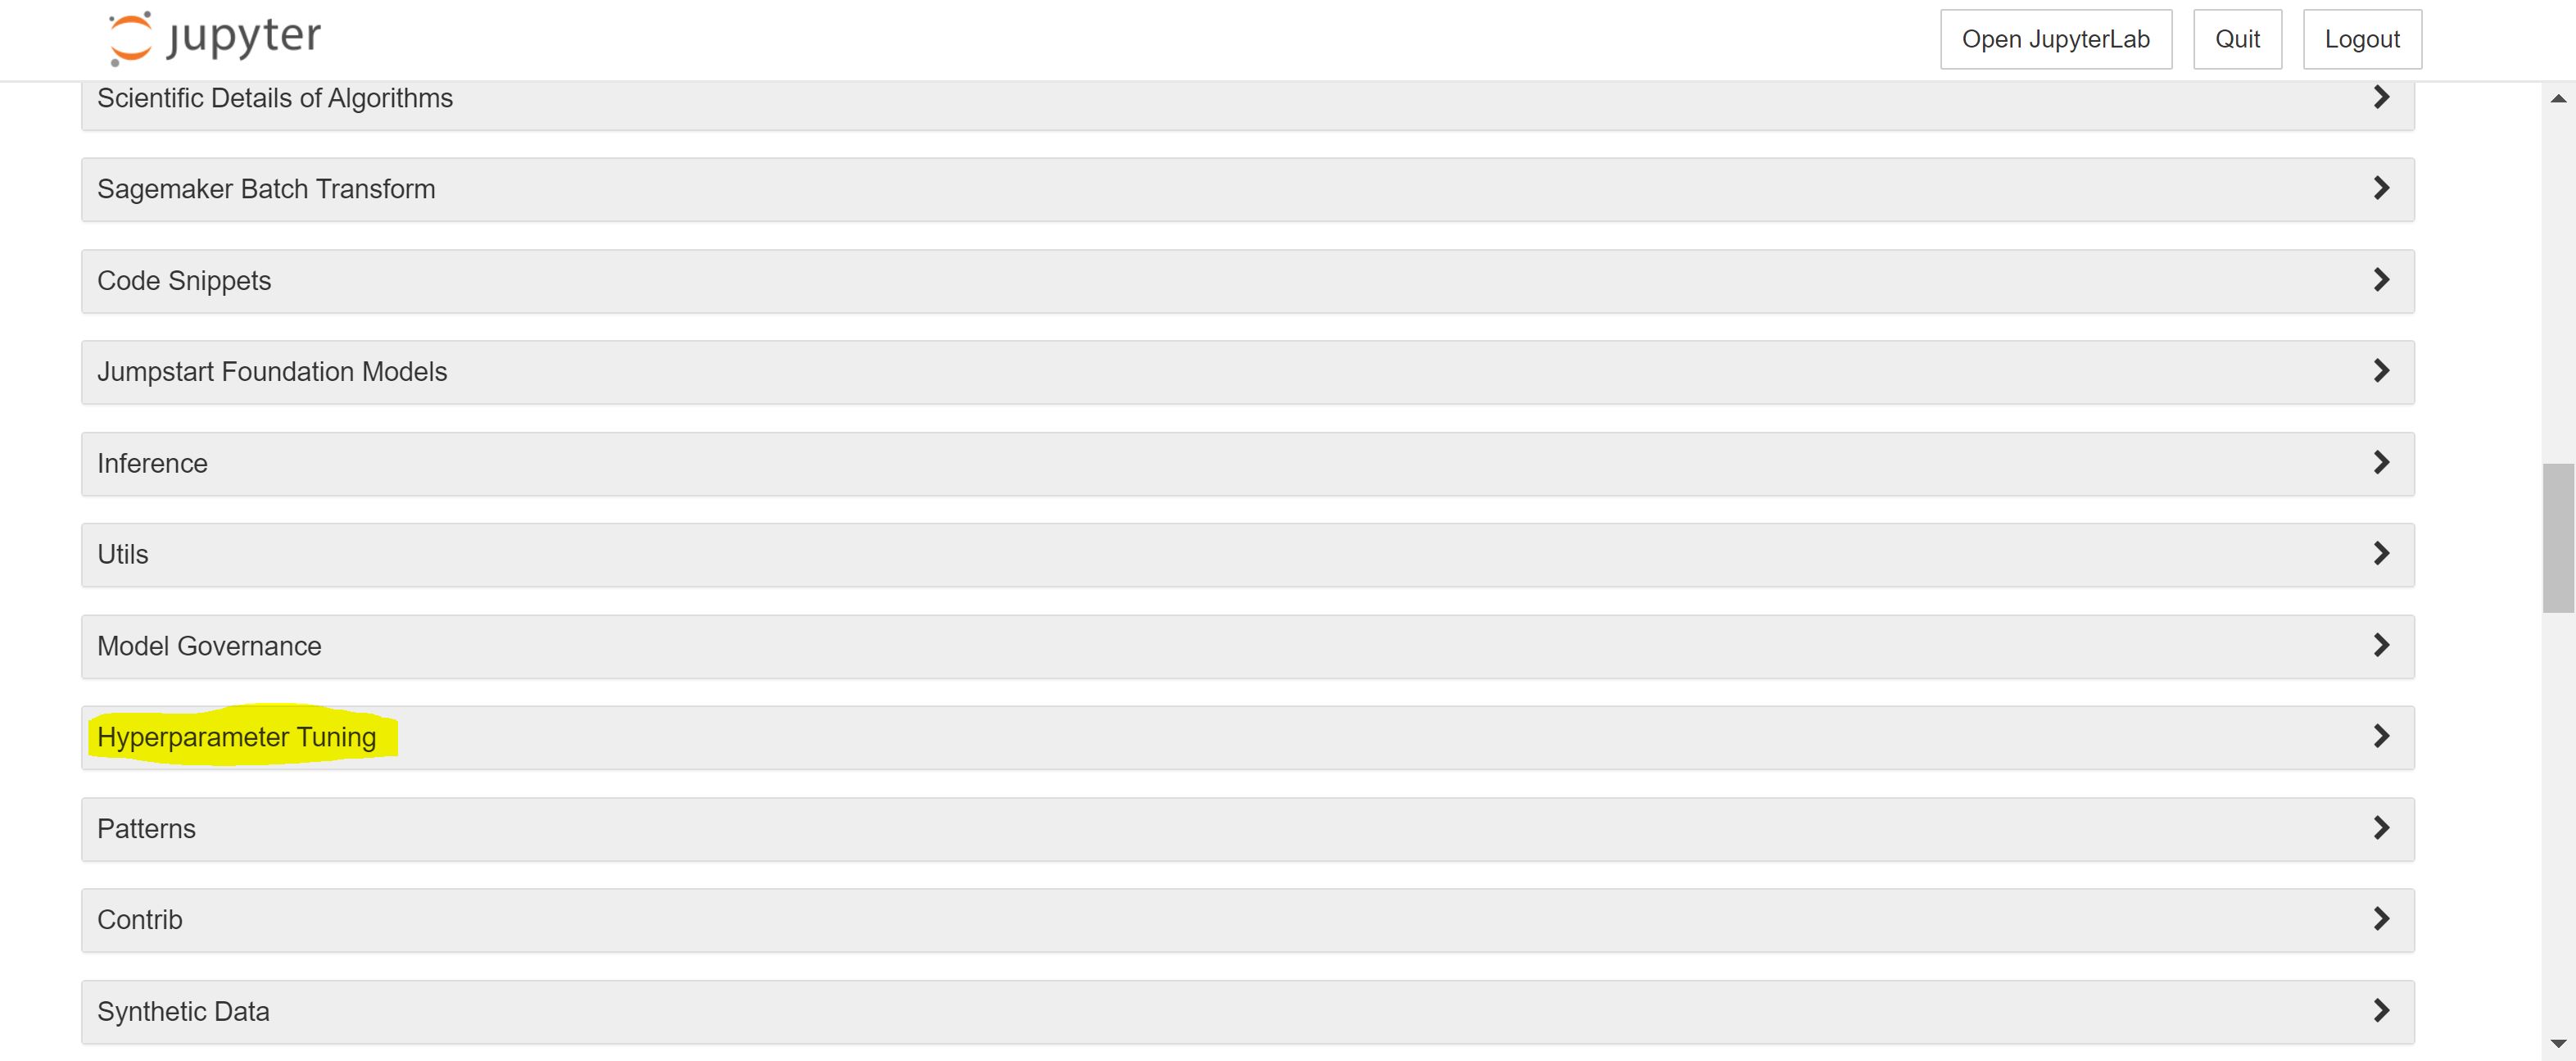 jupyter
Open JupyterLab
Quit
Logout
Scientific Details of Algorithms
Sagemaker Batch Transform
Code Snippets
Jumpstart Foundation Models
Inference
Utils
Model Governance
Hyperparameter Tuning
Patterns
Contrib
Synthetic Data